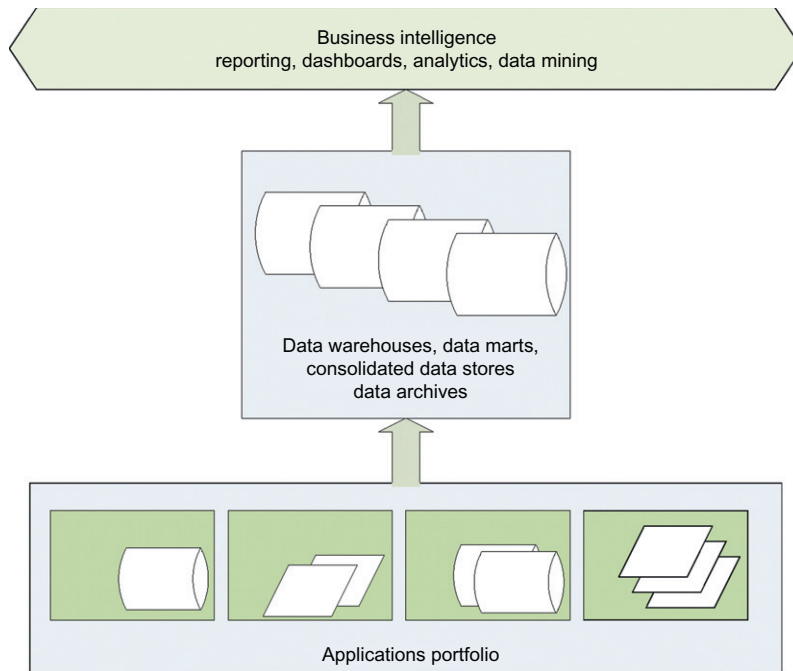 Business intelligence
reporting, dashboards, analytics, data mining
Data warehouses, data marts,
consolidated data stores
data archives
Applications portfolio